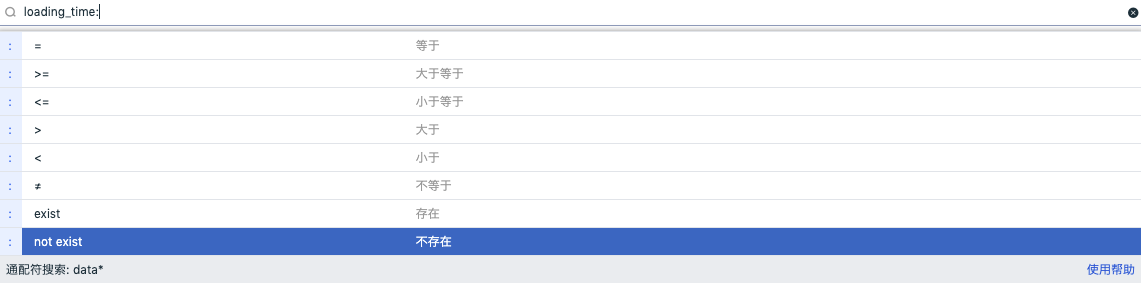 loading_time:
: = 等于
: >= 大于等于
: <= 小于等于
: > 大于
: < 小于
: ≠ 不等于
: exist 存在
: not exist 不存在
通配符搜索: data* 使用帮助